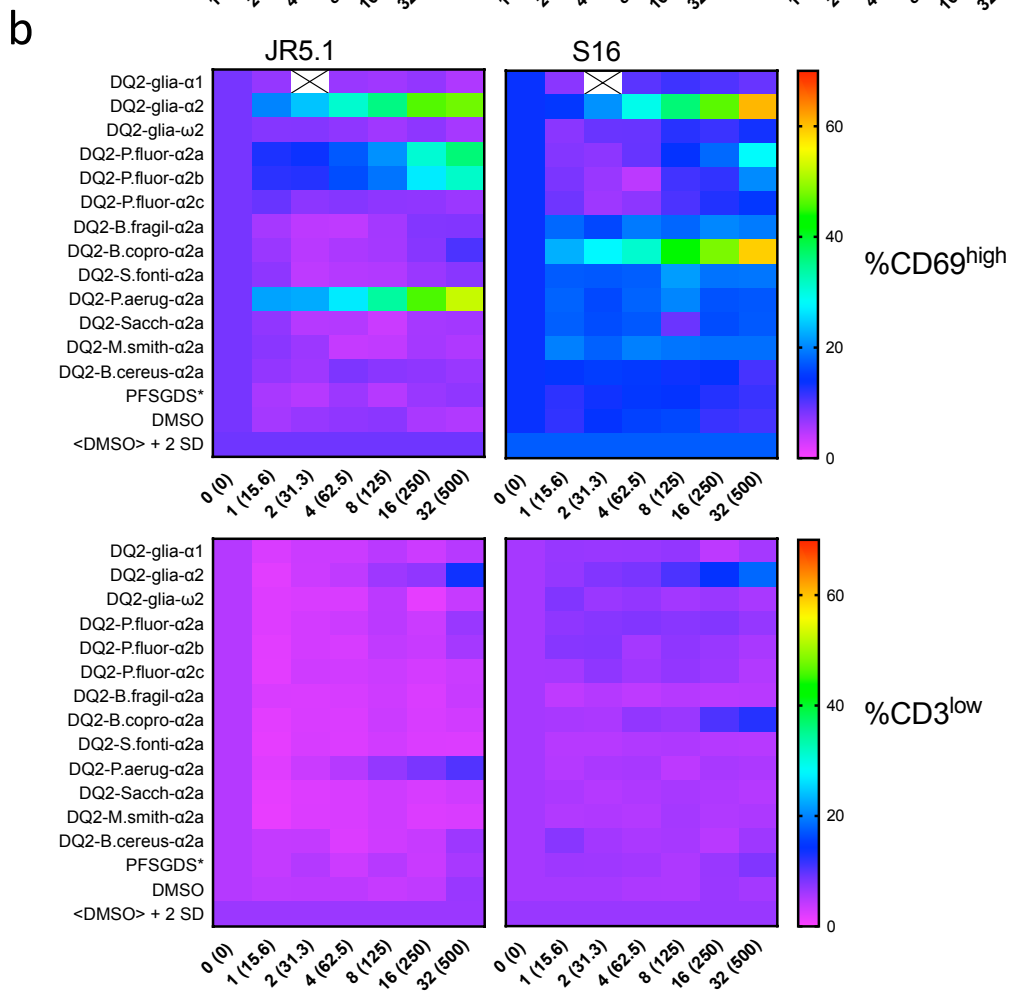 b
JR5.1
S16
DQ2-glia-α1
DQ2-glia-α2
DQ2-glia-ω2
DQ2-P.fluor-α2a
DQ2-P.fluor-α2b
DQ2-P.fluor-α2c
DQ2-B.fragil-α2a
DQ2-B.copro-α2a
DQ2-S.fonti-α2a
DQ2-P.aerug-α2a
DQ2-Sacch-α2a
DQ2-M.smith-α2a
DQ2-B.cereus-α2a
PFSGDS*
DMSO
<DMSO> + 2 SD
0 (0)
1 (15.6)
2 (31.3)
4 (62.5)
8 (125)
16 (250)
32 (500)
0 (0)
1 (15.6)
2 (31.3)
4 (62.5)
8 (125)
16 (250)
32 (500)
60
40
20
0
%CD69high
DQ2-glia-α1
DQ2-glia-α2
DQ2-glia-ω2
DQ2-P.fluor-α2a
DQ2-P.fluor-α2b
DQ2-P.fluor-α2c
DQ2-B.fragil-α2a
DQ2-B.copro-α2a
DQ2-S.fonti-α2a
DQ2-P.aerug-α2a
DQ2-Sacch-α2a
DQ2-M.smith-α2a
DQ2-B.cereus-α2a
PFSGDS*
DMSO
<DMSO> + 2 SD
0 (0)
1 (15.6)
2 (31.3)
4 (62.5)
8 (125)
16 (250)
32 (500)
0 (0)
1 (15.6)
2 (31.3)
4 (62.5)
8 (125)
16 (250)
32 (500)
60
40
20
0
%CD3low